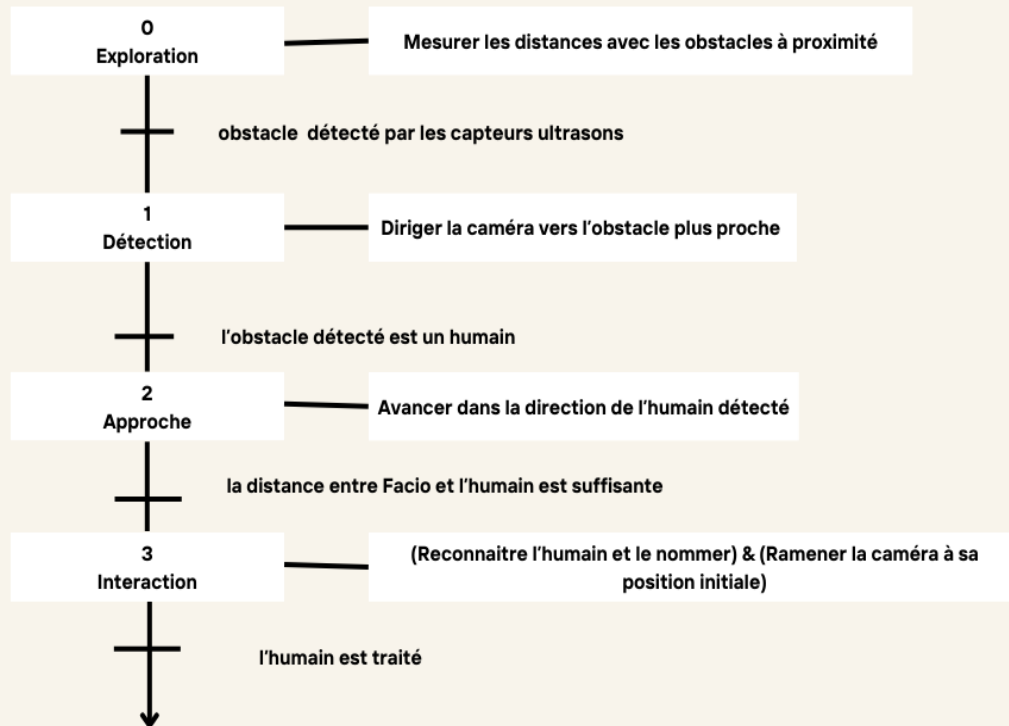 0
Exploration
Mesurer les distances avec les obstacles à proximité
obstacle détecté par les capteurs ultrasons
1
Détection
Diriger la caméra vers l'obstacle plus proche
l'obstacle détecté est un humain
2
Approche
Avancer dans la direction de l'humain détecté
la distance entre Facio et l'humain est suffisante
3
Interaction
(Reconnaitre l'humain et le nommer) & (Ramener la caméra à sa
position initiale)
l'humain est traité